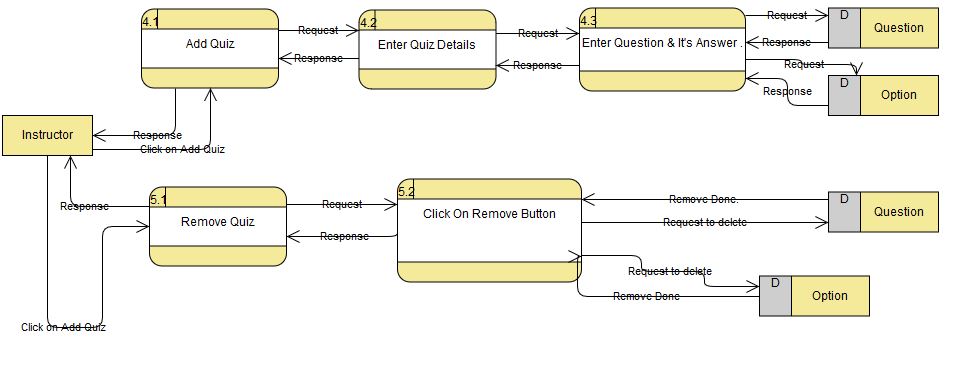 4.1
Add Quiz
Request
Response
4.2
Enter Quiz Details
Request
Response
4.3
Enter Question & It's Answer .
Request
Response
D
Question
Request
Response
D
Option
Instructor
Response
Click on Add Quiz
Response
Click on Add Quiz
5.1
Remove Quiz
Request
Response
5.2
Click On Remove Button
Remove Done.
Request to delete
D
Question
Request to delete
Remove Done
D
Option